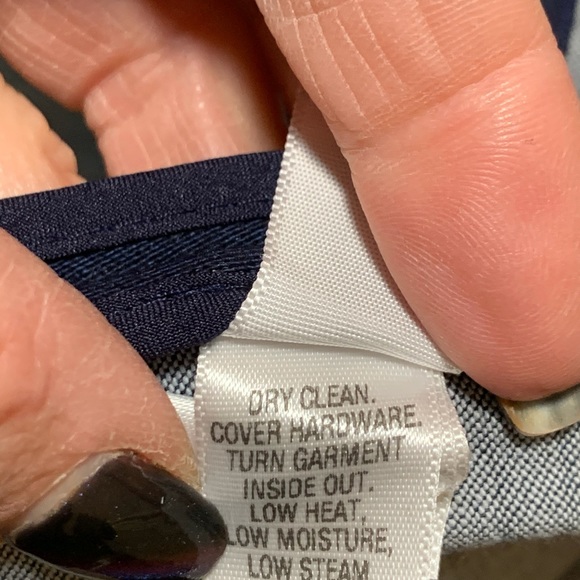 DRY CLEAN.
COVER HARDWARE.
TURN GARMENT
INSIDE OUT.
LOW HEAT,
LOW MOISTURE,
LOW STEAM